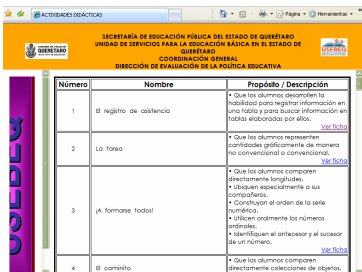 ACTIVIDADES DIDÁCTICAS
Página
Herramientas
SECRETARÍA DE EDUCACIÓN PÚBLICA DEL ESTADO DE QUERÉTARO
UNIDAD DE SERVICIOS PARA LA EDUCACIÓN BÁSICA EN EL ESTADO DE
QUERÉTARO
COORDINACIÓN GENERAL
DIRECCIÓN DE EVALUACIÓN DE LA POLÍTICA EDUCATIVA
QUERETARO
USEBEQ
USEBEQ
Número Nombre Propósito / Descripción
1 El registro de asistencia
• Que los alumnos desarrollen la
habilidad para registrar información en
una tabla y para buscar información en
tablas elaboradas por ellos.
Ver ficha
2 La tarea
• Que los alumnos representen
cantidades gráficamente de manera
no convencional o convencional.
Ver ficha
3 ¡A formarse todos!
• Que los alumnos comparen
directamente longitudes.
• Ubiquen espacialmente a sus
compañeros.
• Construyan el orden de la serie
numérica.
• Utilicen oralmente los números
ordinales.
• Identifiquen el antecesor y el sucesor
de un número.
Ver ficha
4 El caminito
• Que los alumnos comparen
directamente colecciones de objetos.